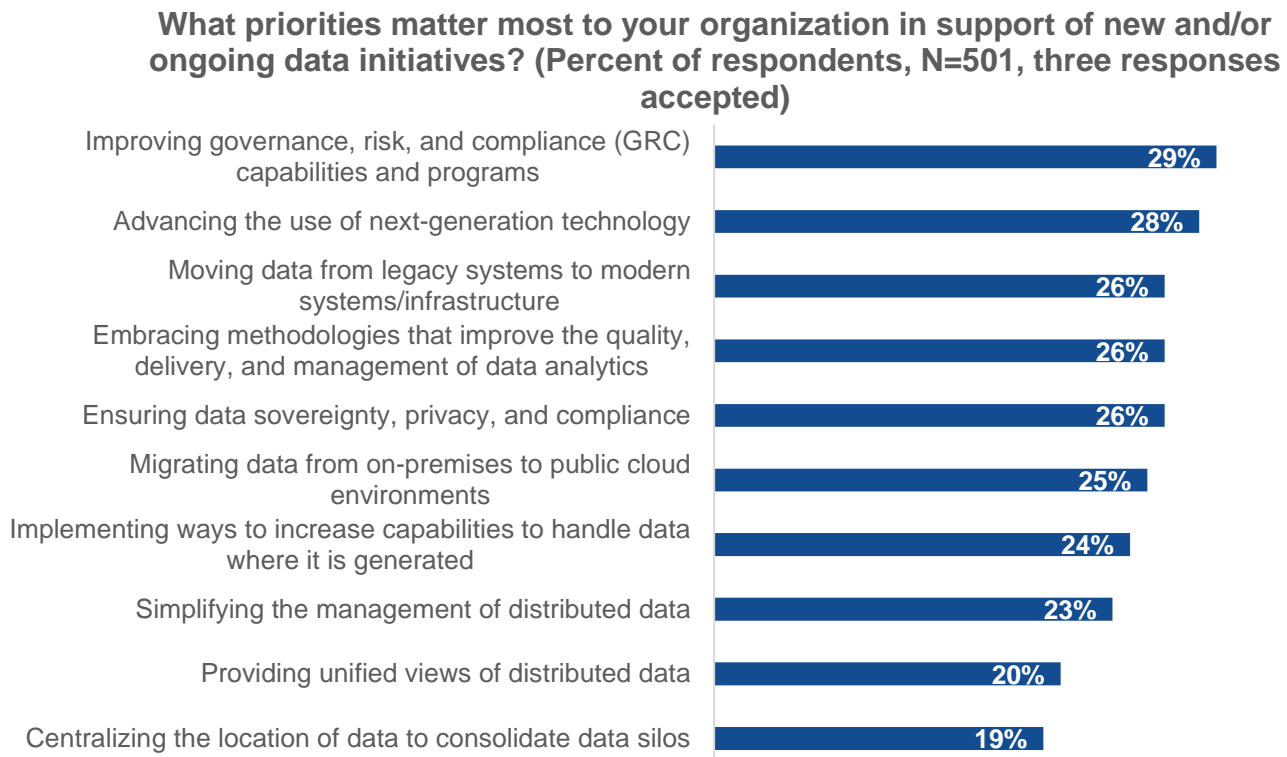 What priorities matter most to your organization in support of new and/or
ongoing data initiatives? (Percent of respondents, N=501, three responses
accepted)
Improving governance, risk, and compliance (GRC)
capabilities and programs
29%
Advancing the use of next-generation technology
28%
Moving data from legacy systems to modern
systems/infrastructure
26%
Embracing methodologies that improve the quality,
delivery, and management of data analytics
26%
Ensuring data sovereignty, privacy, and compliance
26%
Migrating data from on-premises to public cloud
environments
25%
Implementing ways to increase capabilities to handle data
where it is generated
24%
Simplifying the management of distributed data
23%
Providing unified views of distributed data
20%
Centralizing the location of data to consolidate data silos
19%